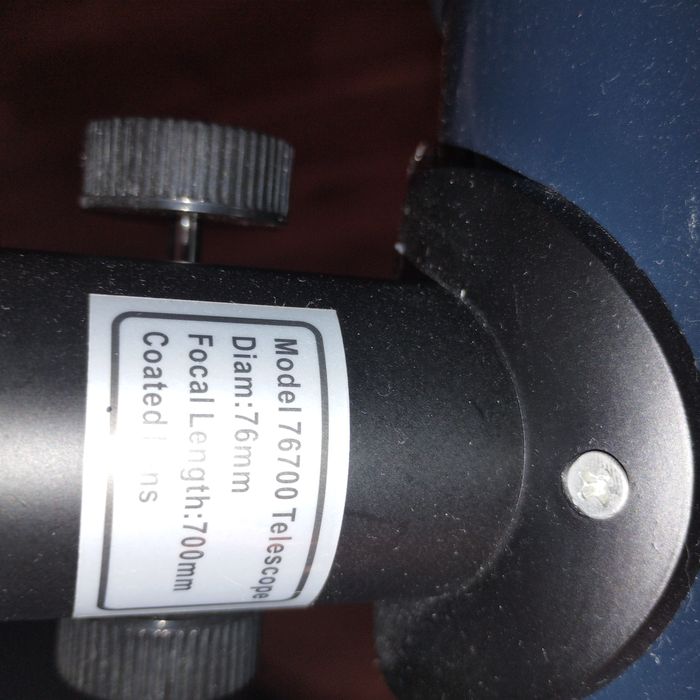 Model 76700 Telescope
Diam:76mm
Focal Length:700mm
Coated